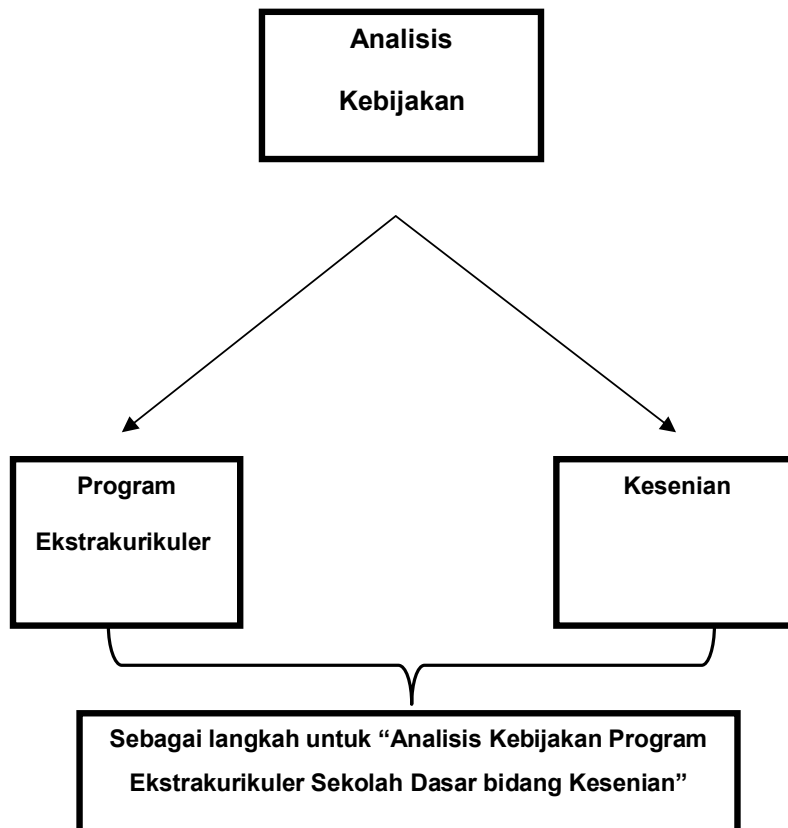 Analisis
Kebijakan
Program
Ekstrakurikuler
Kesenian
Sebagai langkah untuk “Analisis Kebijakan Program
Ekstrakurikuler Sekolah Dasar bidang Kesenian”